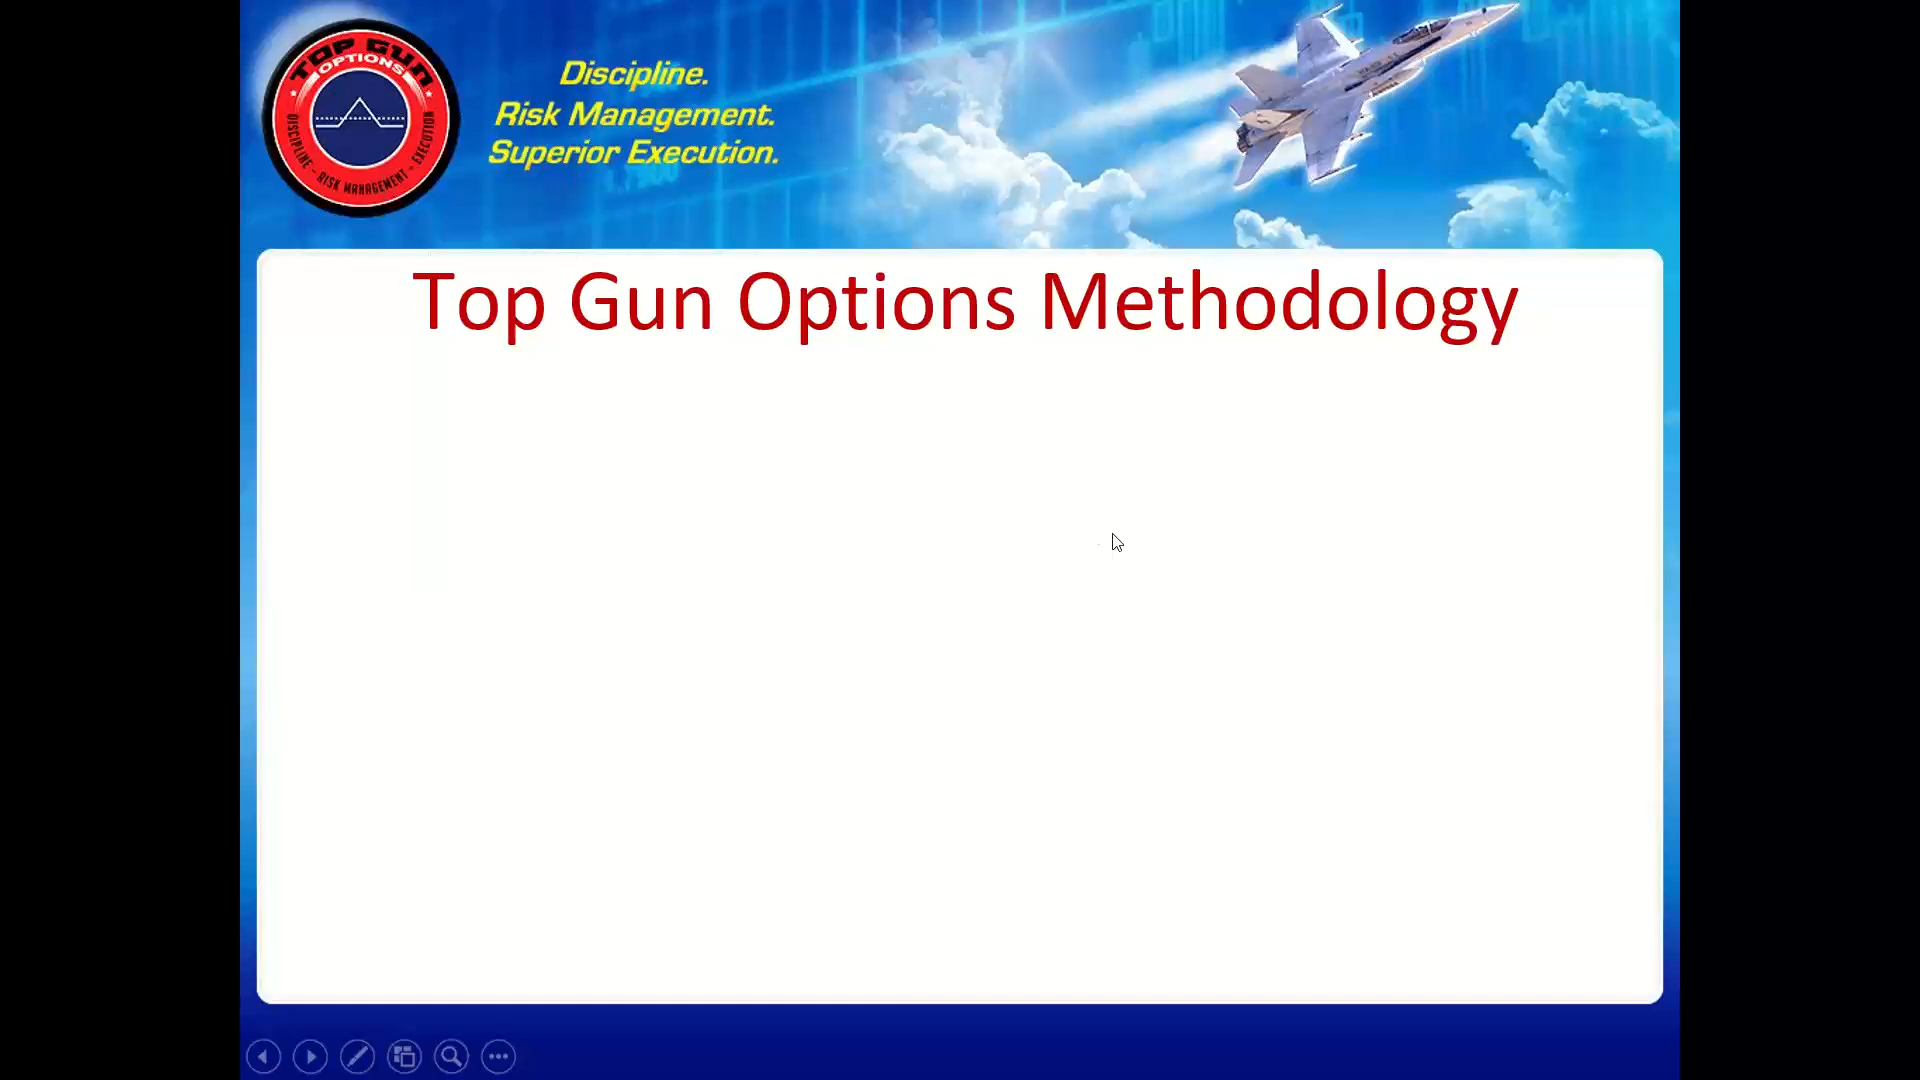 TOP GUN
OPTIONS
DISCIPLINE - RISK MANAGEMENT - EXECUTION
Discipline.
Risk Management.
Superior Execution.
Top Gun Options Methodology